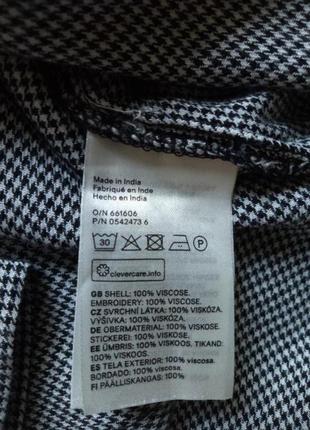 Made in India
Fabriqué en Inde
Hecho en India
O/N 661606
P/N 0542473 6
30
P
clevercare.info
GB SHELL: 100% VISCOSE.
EMBROIDERY: 100% VISCOSE
CZ SVRCHNÍ LÁTKA: 100% VISKÓZA.
VÝŠIVKA: 100% VISKÓZA.
DE OBERMATERIAL: 100% VISKOSE.
STICKEREI: 100% VISKOSE.
EE ÜMBRIS: 100% VISKOOS, TIKAND:
100% VISKOOS.
ES TELA EXTERIOR: 100% viscosa.
BORDADO: 100% viscosa.
FI PÄÄLLISKANGAS: 100%